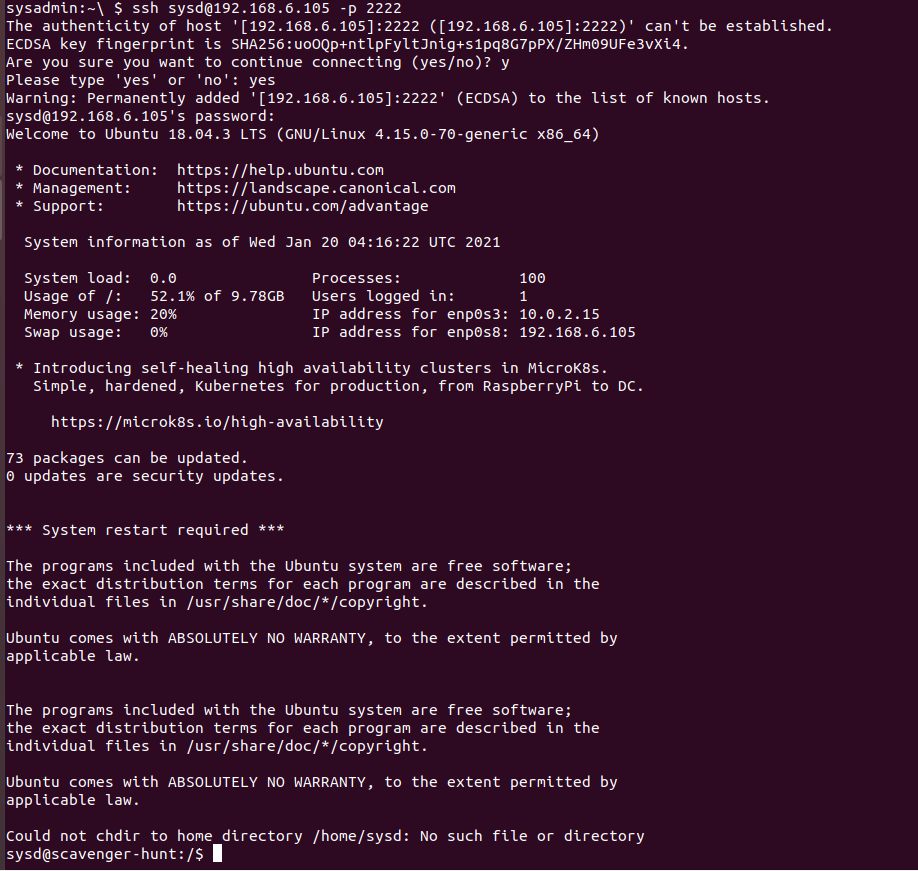 sysadmin:~\ $ ssh sysd@192.168.6.105 -p 2222
The authenticity of host '[192.168.6.105]:2222 ([192.168.6.105]:2222)' can't be established.
ECDSA key fingerprint is SHA256:uoOQp+ntlpFyltJnig+s1pq8G7pPX/ZHm09UFe3vXi4.
Are you sure you want to continue connecting (yes/no)? y
Please type 'yes' or 'no': yes
Warning: Permanently added '[192.168.6.105]:2222' (ECDSA) to the list of known hosts.
sysd@192.168.6.105's password:
Welcome to Ubuntu 18.04.3 LTS (GNU/Linux 4.15.0-70-generic x86_64)

 * Documentation:  https://help.ubuntu.com
 * Management:     https://landscape.canonical.com
 * Support:        https://ubuntu.com/advantage

  System information as of Wed Jan 20 04:16:22 UTC 2021

  System load:  0.0               Processes:             100
  Usage of /:   52.1% of 9.78GB   Users logged in:       1
  Memory usage: 20%               IP address for enp0s3: 10.0.2.15
  Swap usage:   0%                IP address for enp0s8: 192.168.6.105

 * Introducing self-healing high availability clusters in MicroK8s.
   Simple, hardened, Kubernetes for production, from RaspberryPi to DC.

     https://microk8s.io/high-availability

73 packages can be updated.
0 updates are security updates.


*** System restart required ***

The programs included with the Ubuntu system are free software;
the exact distribution terms for each program are described in the
individual files in /usr/share/doc/*/copyright.

Ubuntu comes with ABSOLUTELY NO WARRANTY, to the extent permitted by
applicable law.


The programs included with the Ubuntu system are free software;
the exact distribution terms for each program are described in the
individual files in /usr/share/doc/*/copyright.

Ubuntu comes with ABSOLUTELY NO WARRANTY, to the extent permitted by
applicable law.

Could not chdir to home directory /home/sysd: No such file or directory
sysd@scavenger-hunt:/$